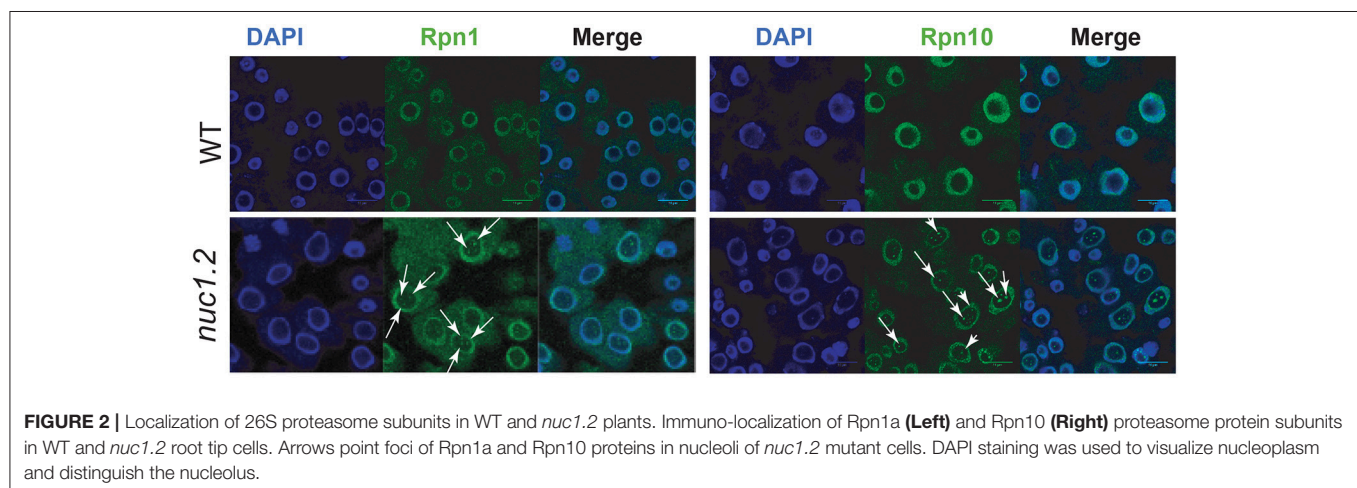 DAPI Rpn1 Merge DAPI Rpn10 Merge
WT
nuc1.2
FIGURE 2 | Localization of 26S proteasome subunits in WT and nuc1.2 plants. Immuno-localization of Rpn1a (Left) and Rpn10 (Right) proteasome protein subunits
in WT and nuc1.2 root tip cells. Arrows point foci of Rpn1a and Rpn10 proteins in nucleoli of nuc1.2 mutant cells. DAPI staining was used to visualize nucleoplasm
and distinguish the nucleolus.